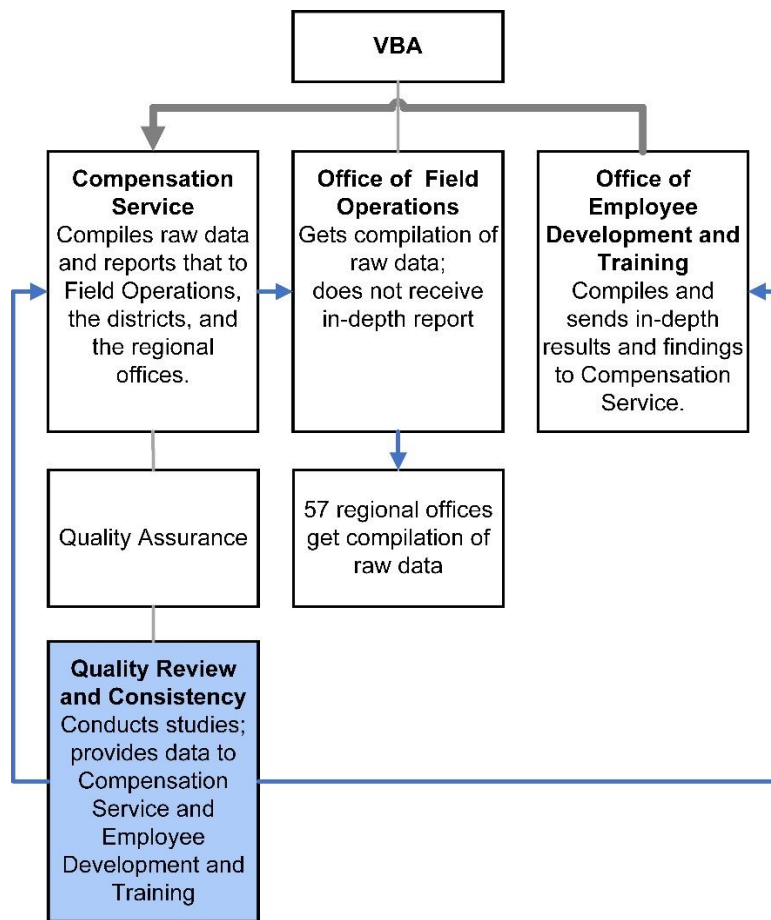 VBA
Compensation
Service
Compiles raw data
and reports that to
Field Operations,
the districts, and
the regional
offices.
Office of Field
Operations
Gets compilation of
raw data;
does not receive
in-depth report
Office of
Employee
Development and
Training
Compiles and
sends in-depth
results and findings
to Compensation
Service.
Quality Assurance
57 regional offices
get compilation of
raw data
Quality Review
and Consistency
Conducts studies;
provides data to
Compensation
Service and
Employee
Development and
Training